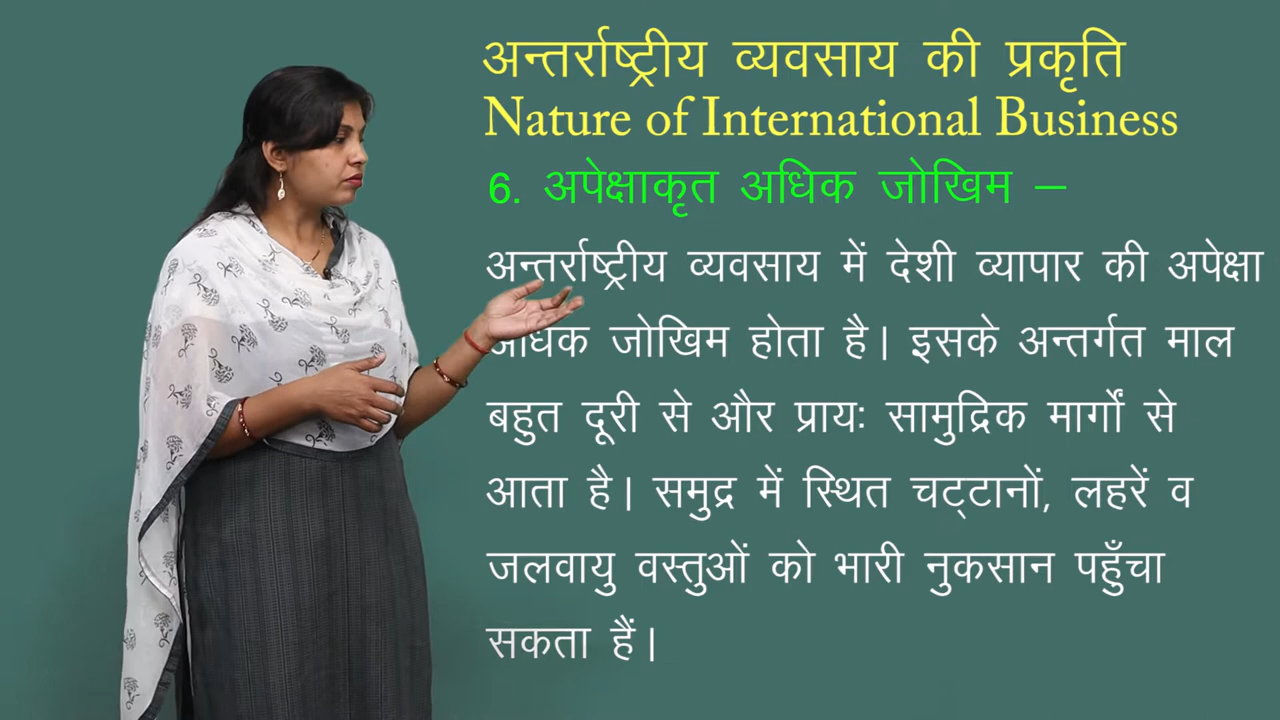 अन्तर्राष्ट्रीय व्यवसाय की प्रकृति
Nature of International Business
6. अपेक्षाकृत अधिक जोखिम –
अन्तर्राष्ट्रीय व्यवसाय में देशी व्यापार की अपेक्षा
अधिक जोखिम होता है। इसके अन्तर्गत माल
बहुत दूरी से और प्रायः सामुद्रिक मार्गों से
आता है। समुद्र में स्थित चट्‌टानों, लहरें व
जलवायु वस्तुओं को भारी नुकसान पहुँचा
सकता हैं।